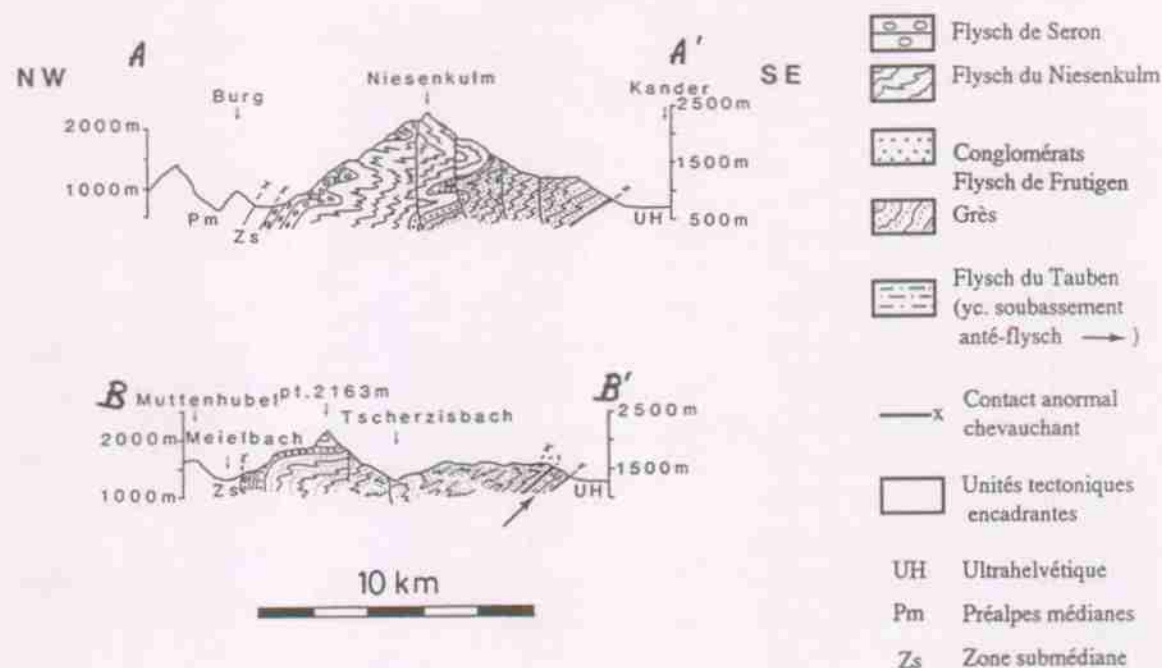 A
A'
NW
SE
Niesenkulm
Burg
Kander
2000m
2500m
1500m
1000m
500m
Pm
Zs
UH
x
x
x
B
B'
Muttenhubel
pt.2163m
Tscherzisbach
Meielbach
2500m
2000m
1500m
1000m
Zs
UH
10 km
Flysch de Seron
Flysch du Niesenkulm
Conglomérats
Flysch de Frutigen
Grès
Flysch du Tauben
(yc. soubassement
anté-flysch → )
x
Contact anormal
chevauchant
Unités tectoniques
encadrantes
UH Ultrahelvétique
Pm Préalpes médianes
Zs Zone submédiane